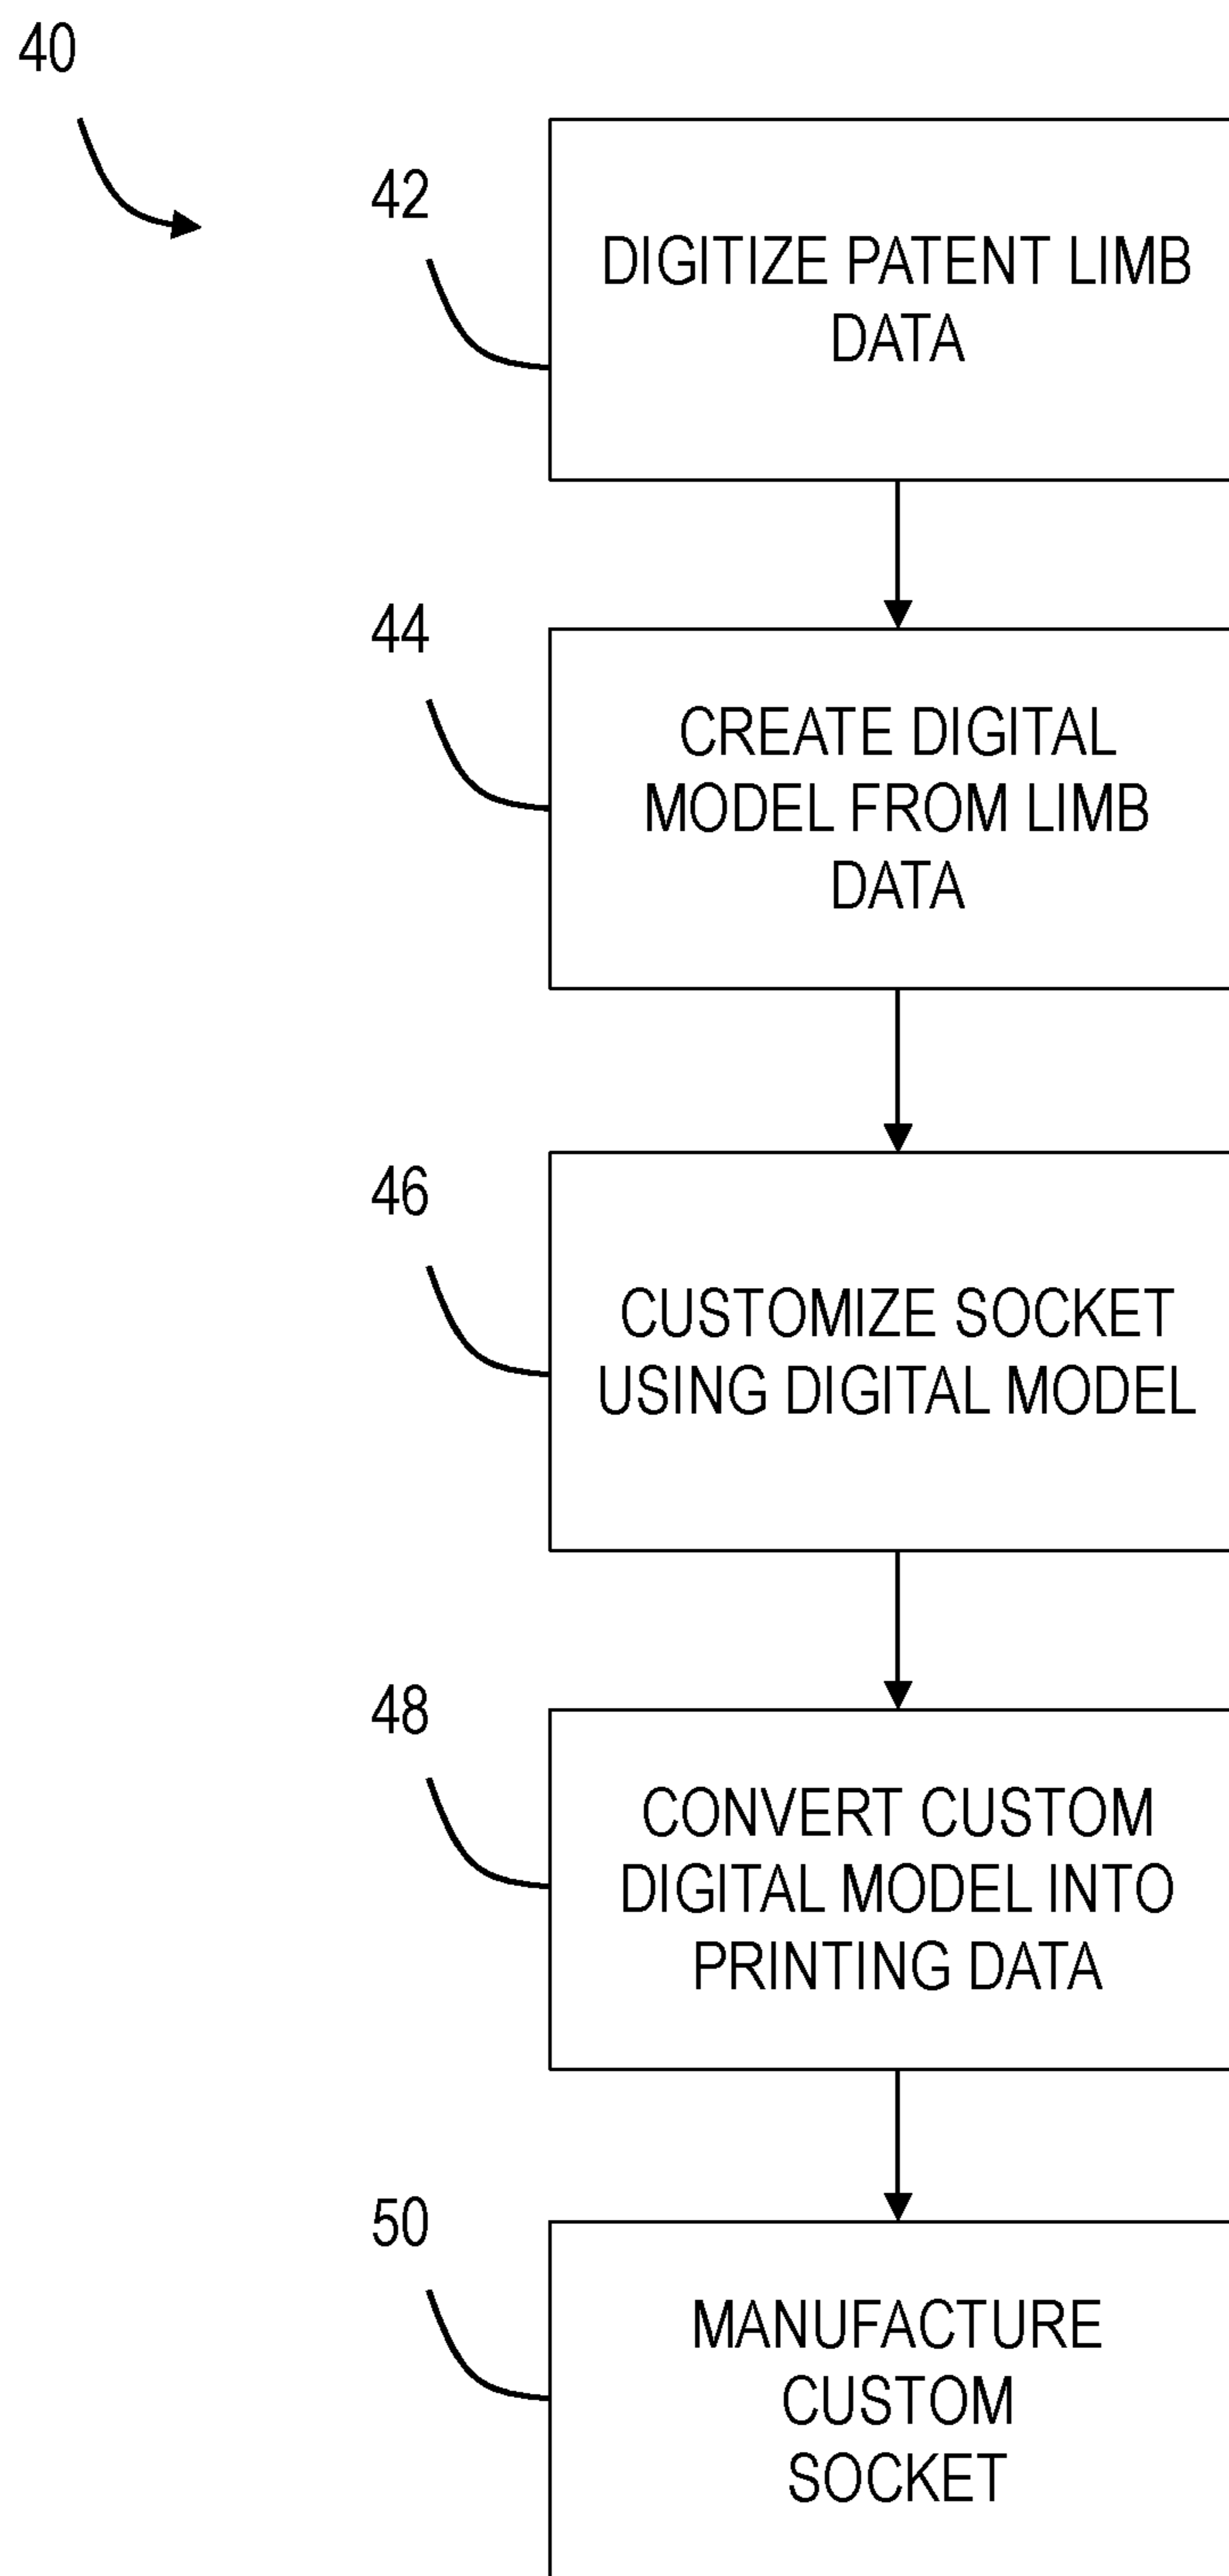 40
42
DIGITIZE PATENT LIMB
DATA
44
CREATE DIGITAL
MODEL FROM LIMB
DATA
46
CUSTOMIZE SOCKET
USING DIGITAL MODEL
48
CONVERT CUSTOM
DIGITAL MODEL INTO
PRINTING DATA
50
MANUFACTURE
CUSTOM
SOCKET